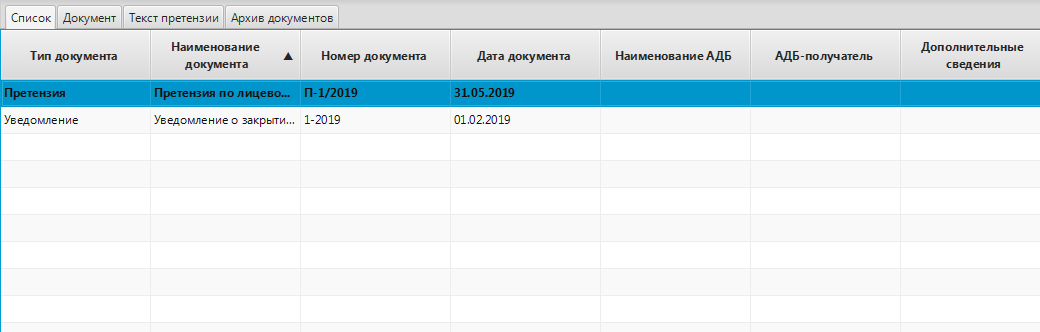 Список Документ Текст претензии Архив документов
Тип документа Наименование документа ▲ Номер документа Дата документа Наименование АДБ АДБ-получатель Дополнительные сведения
Претензия Претензия по лицево... П-1/2019 31.05.2019
Уведомление Уведомление о закрыти... 1-2019 01.02.2019